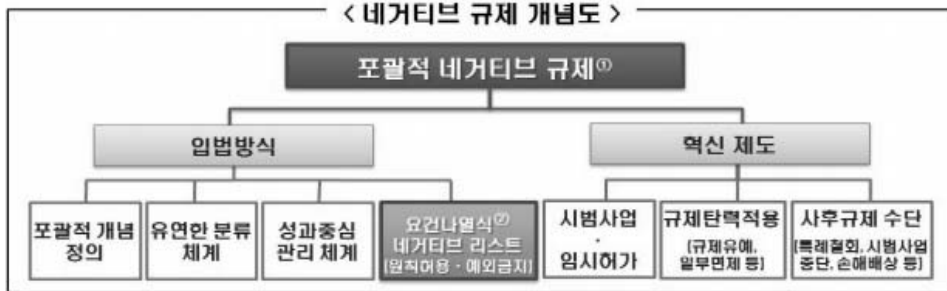 < 네거티브 규제 개념도 >
포괄적 네거티브 규제①
입법방식
혁신 제도
포괄적 개념
정의
유연한 분류
체계
성과중심
관리 체계
요건나열식②
네거티브 리스트
(원칙허용·예외금지)
시범사업
·
임시허가
규제탄력적용
(규제유예,
일부면제 등)
사후규제 수단
(특례철회, 시범사업
중단, 손해배상 등)